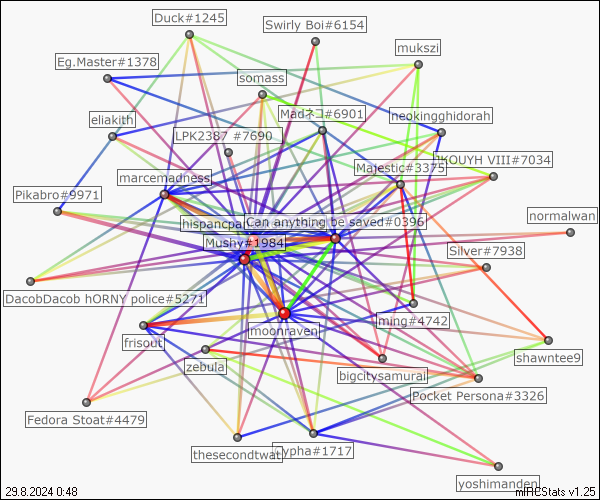 Duck#1245
Swirly Boi#6154
mukszi
Eg.Master#1378
somass
Madネコ#6901
neokingghidorah
eliakith
LPK2387 #7690
Majestic#3375
JKOUYH VIII#7034
marcemadness
Pikabro#9971
normalwan
Can anything be saved#0396
Mushy#1984
Silver#7938
DacobDacob hORNY police#5271
ming#4742
moonraven
frisout
shawntee9
zebula
bigcitysamurai
Pocket Persona#3326
Fedora Stoat#4479
thesecondtwat
Cypha#1717
yoshimanden
29.8.2024 0:48
mIRCStats v1.25